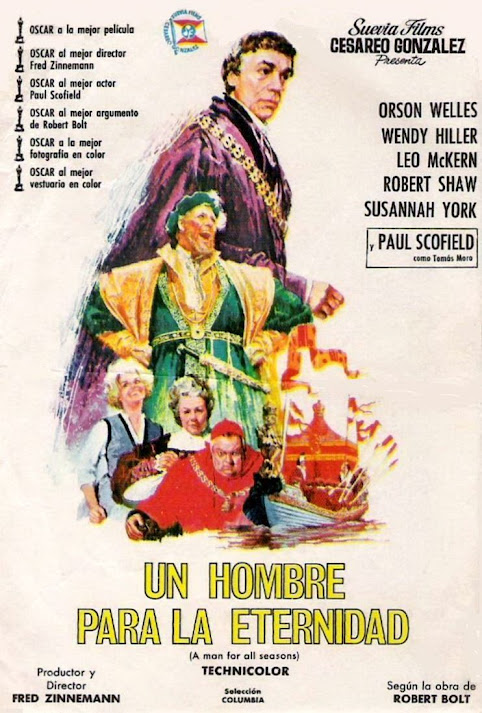 OSCAR a la mejor película
OSCAR al mejor director
Fred Zinnemann
OSCAR al mejor actor
Paul Scofield
OSCAR al mejor argumento
de Robert Bolt
OSCAR a la mejor
fotografía en color
OSCAR al mejor
vestuario en color
Suevia Films
CESAREO GONZALEZ
Presenta
ORSON WELLES
WENDY HILLER
LEO McKERN
ROBERT SHAW
SUSANNAH YORK
y PAUL SCOFIELD
como Tomás Moro
UN HOMBRE
PARA LA ETERNIDAD
(A man for all seasons)
TECHNICOLOR
Productor y
Director
FRED ZINNEMANN
Selección
COLUMBIA
Según la obra de
ROBERT BOLT